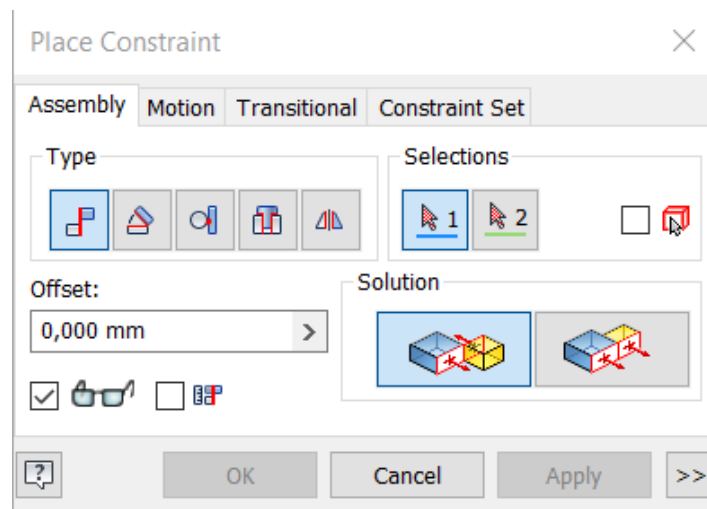 Place Constraint
Assembly Motion Transitional Constraint Set
Type
Selections
1 2
Offset:
Solution
0,000 mm >
?
OK Cancel Apply >>